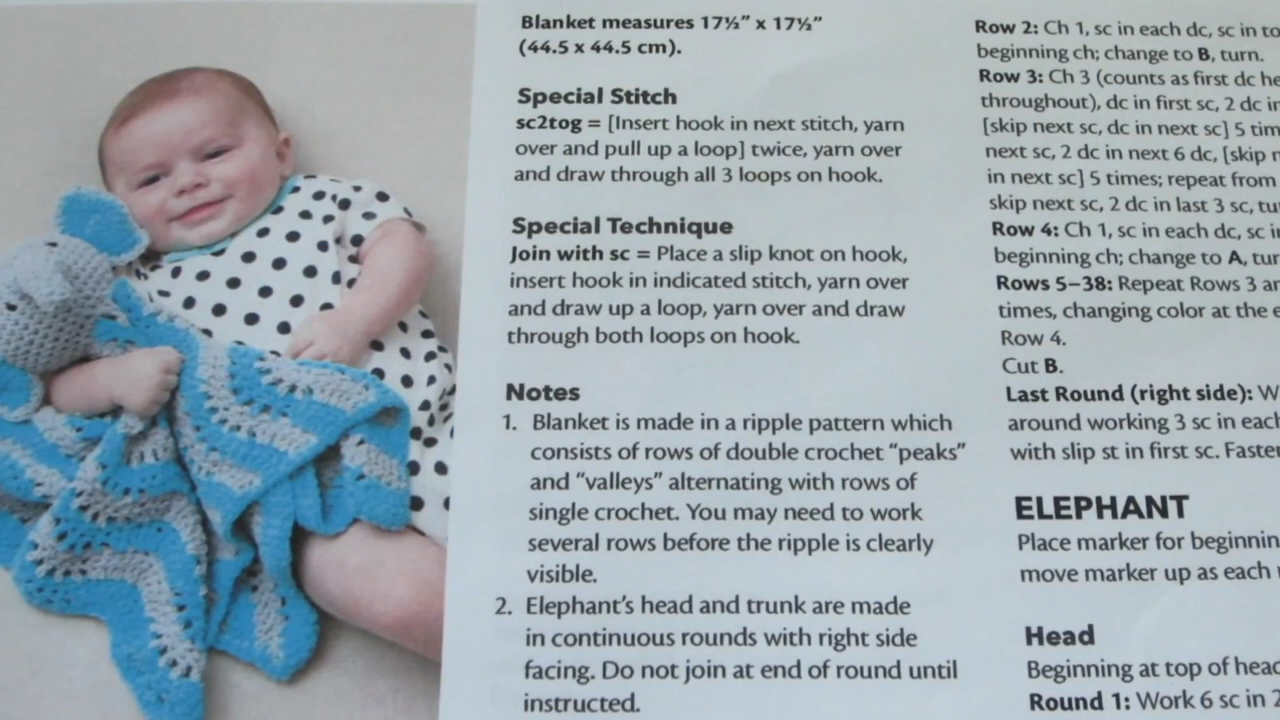 Blanket measures 17½" x 17½"
(44.5 x 44.5 cm).
Special Stitch
sc2tog = [Insert hook in next stitch, yarn
over and pull up a loop] twice, yarn over
and draw through all 3 loops on hook.
Special Technique
Join with sc = Place a slip knot on hook,
insert hook in indicated stitch, yarn over
and draw up a loop, yarn over and draw
through both loops on hook.
Notes
1. Blanket is made in a ripple pattern which
consists of rows of double crochet “peaks”
and “valleys” alternating with rows of
single crochet. You may need to work
several rows before the ripple is clearly
visible.
2. Elephant’s head and trunk are made
in continuous rounds with right side
facing. Do not join at end of round until
instructed.
Row 2: Ch 1, sc in each dc, sc in to
beginning ch; change to B, turn.
Row 3: Ch 3 (counts as first dc he
throughout), dc in first sc, 2 dc in
[skip next sc, dc in next sc] 5 tim
next sc, 2 dc in next 6 dc, [skip n
in next sc] 5 times; repeat from
skip next sc, 2 dc in last 3 sc, tu
Row 4: Ch 1, sc in each dc, sc i
beginning ch; change to A, tur
Rows 5–38: Repeat Rows 3 an
times, changing color at the e
Row 4.
Cut B.
Last Round (right side): W
around working 3 sc in each
with slip st in first sc. Faste
ELEPHANT
Place marker for beginnin
move marker up as each
Head
Beginning at top of head
Round 1: Work 6 sc in 2